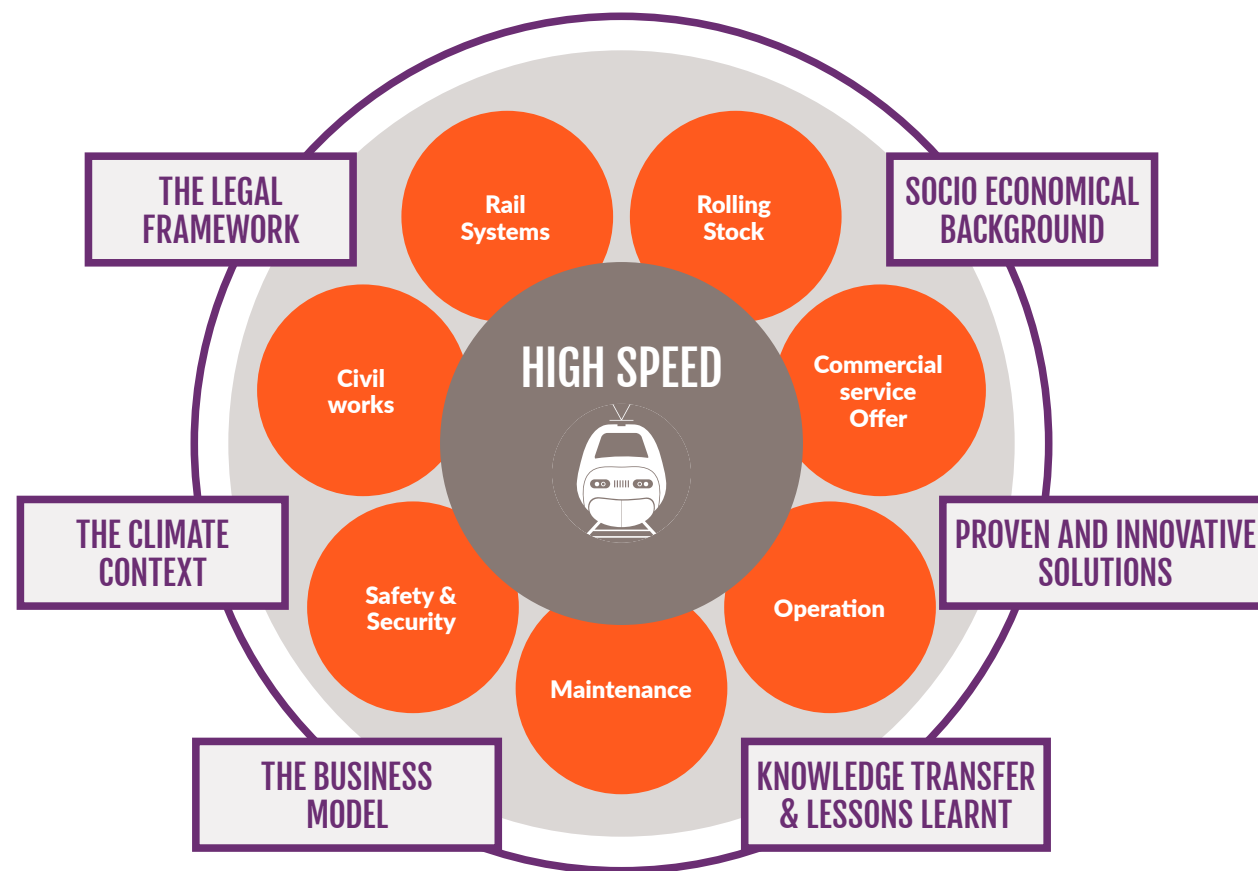 THE LEGAL
FRAMEWORK
SOCIO ECONOMICAL
BACKGROUND
Rail
Systems
Rolling
Stock
HIGH SPEED
Civil
works
Commercial
service
Offer
THE CLIMATE
CONTEXT
PROVEN AND INNOVATIVE
SOLUTIONS
Safety &
Security
Operation
Maintenance
THE BUSINESS
MODEL
KNOWLEDGE TRANSFER
& LESSONS LEARNT